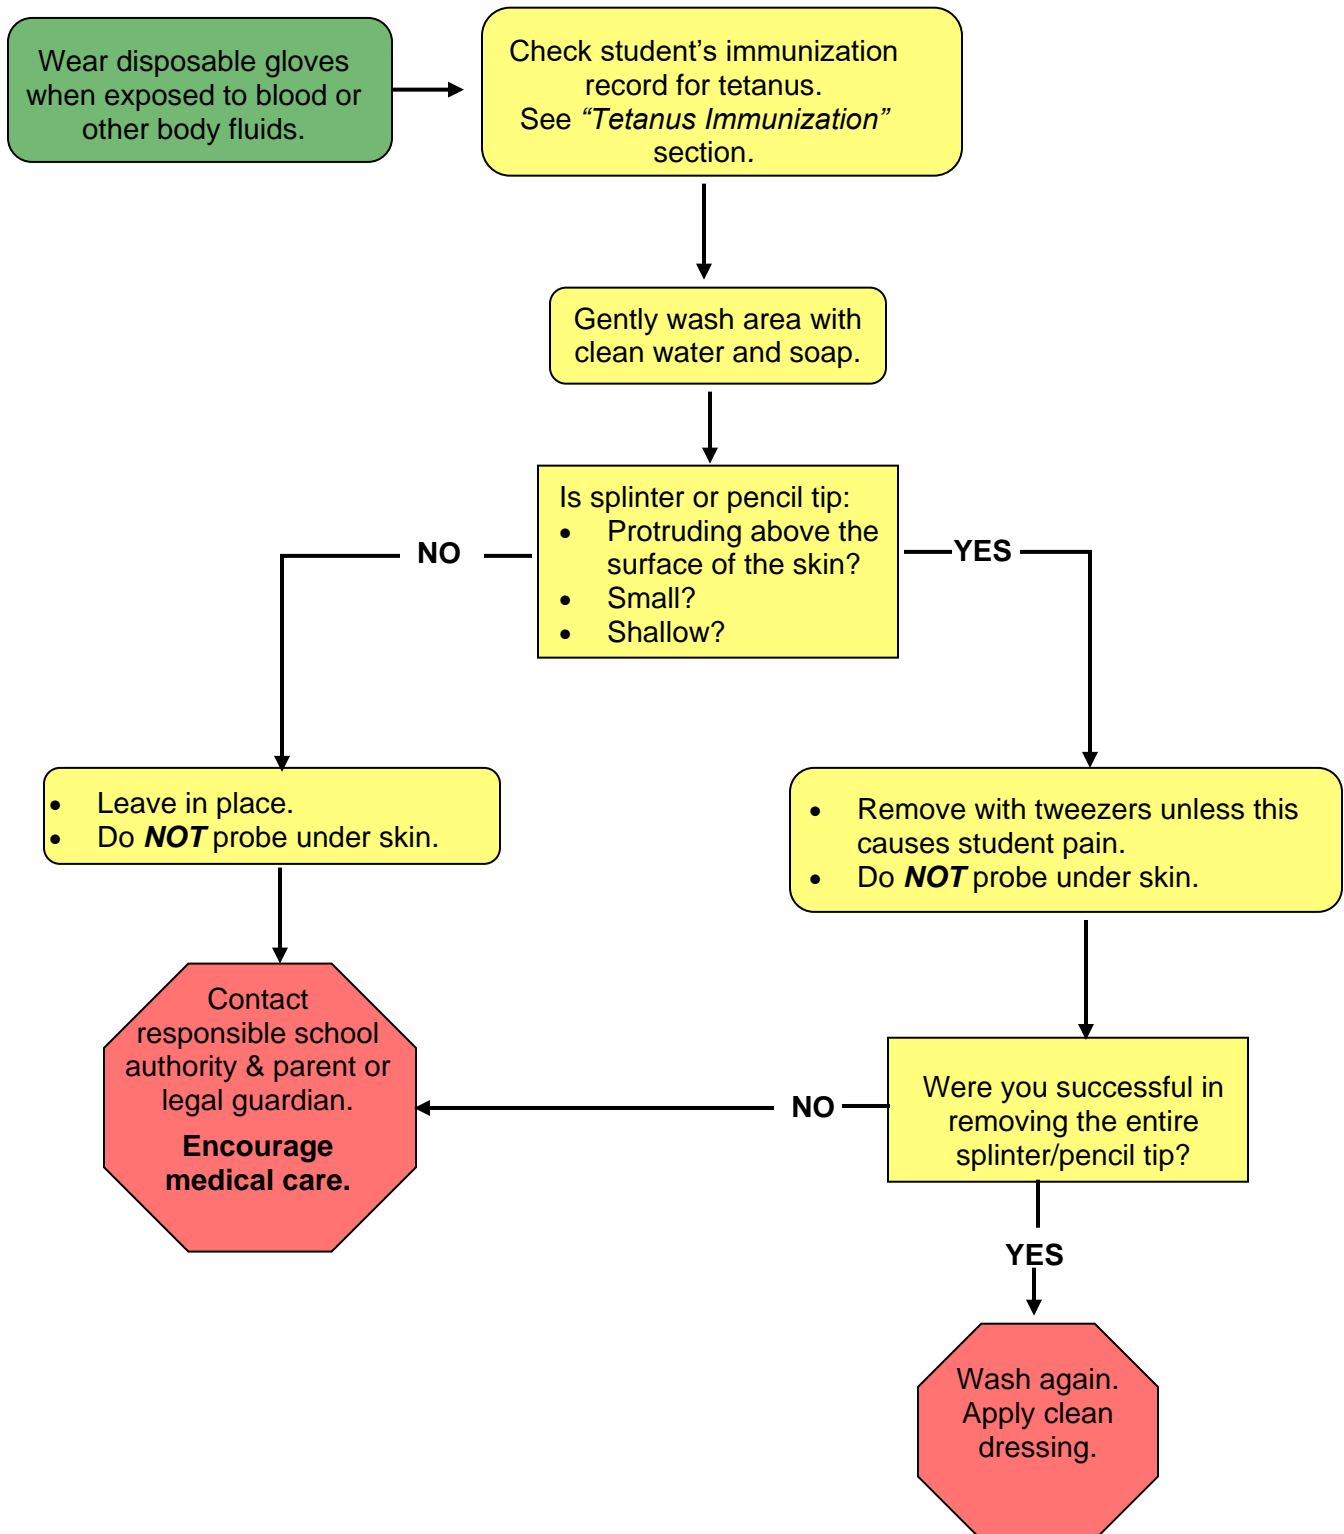 Wear disposable gloves
when exposed to blood or
other body fluids.
Check student’s immunization
record for tetanus.
See “Tetanus Immunization”
section.
Gently wash area with
clean water and soap.
Is splinter or pencil tip:
• Protruding above the
surface of the skin?
• Small?
• Shallow?
NO
YES
• Leave in place.
• Do NOT probe under skin.
• Remove with tweezers unless this
causes student pain.
• Do NOT probe under skin.
Contact
responsible school
authority & parent or
legal guardian.
Encourage
medical care.
NO
Were you successful in
removing the entire
splinter/pencil tip?
YES
Wash again.
Apply clean
dressing.